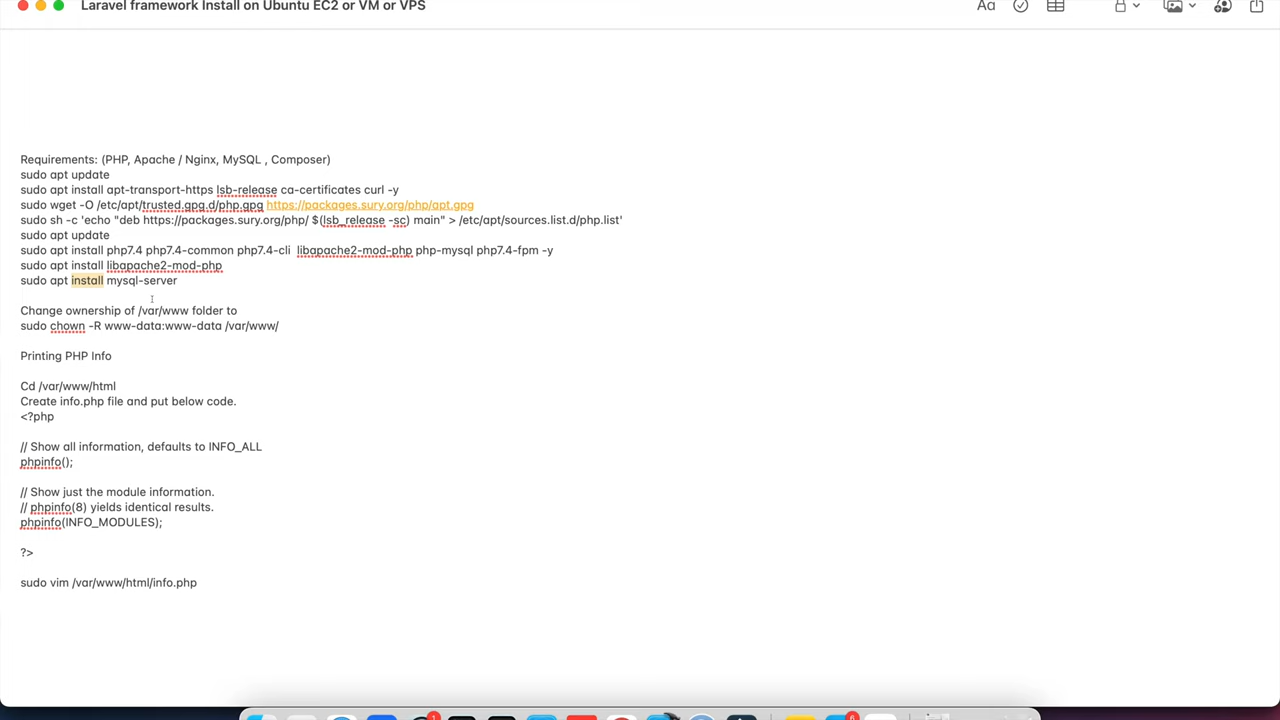 Laravel framework Install on Ubuntu EC2 or VM or VPS
Aa
Requirements: (PHP, Apache / Nginx, MySQL , Composer)
sudo apt update
sudo apt install apt-transport-https lsb-release ca-certificates curl -y
sudo wget -O /etc/apt/trusted.gpg.d/php.gpg https://packages.sury.org/php/apt.gpg
sudo sh -c 'echo "deb https://packages.sury.org/php/ $(lsb_release -sc) main" > /etc/apt/sources.list.d/php.list'
sudo apt update
sudo apt install php7.4 php7.4-common php7.4-cli  libapache2-mod-php php-mysql php7.4-fpm -y
sudo apt install libapache2-mod-php
sudo apt install mysql-server
Change ownership of /var/www folder to
sudo chown -R www-data:www-data /var/www/
Printing PHP Info
Cd /var/www/html
Create info.php file and put below code.
<?php
// Show all information, defaults to INFO_ALL
phpinfo();
// Show just the module information.
// phpinfo(8) yields identical results.
phpinfo(INFO_MODULES);
?>
sudo vim /var/www/html/info.php